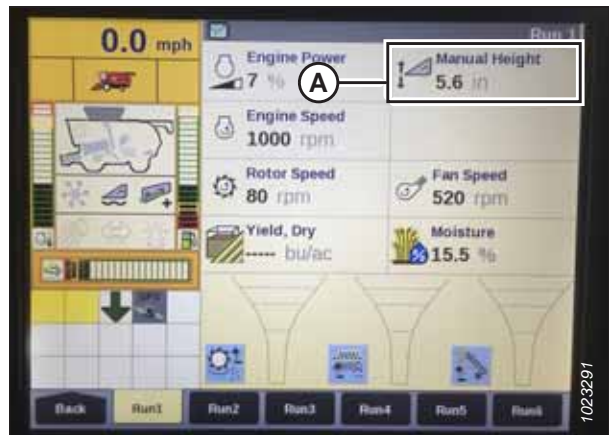 0.0 mph
Run 1
Engine Power
7 %
A
Manual Height
5.6 in
Engine Speed
1000 rpm
Rotor Speed
80 rpm
Fan Speed
520 rpm
Yield, Dry
----- bu/ac
Moisture
15.5 %
Back
Run1
Run2
Run3
Run4
Run5
Run6
1023291